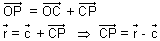 OP⃗ = OC⃗ + CP⃗
r⃗ = c⃗ + CP⃗ ⇒ CP⃗ = r⃗ - c⃗